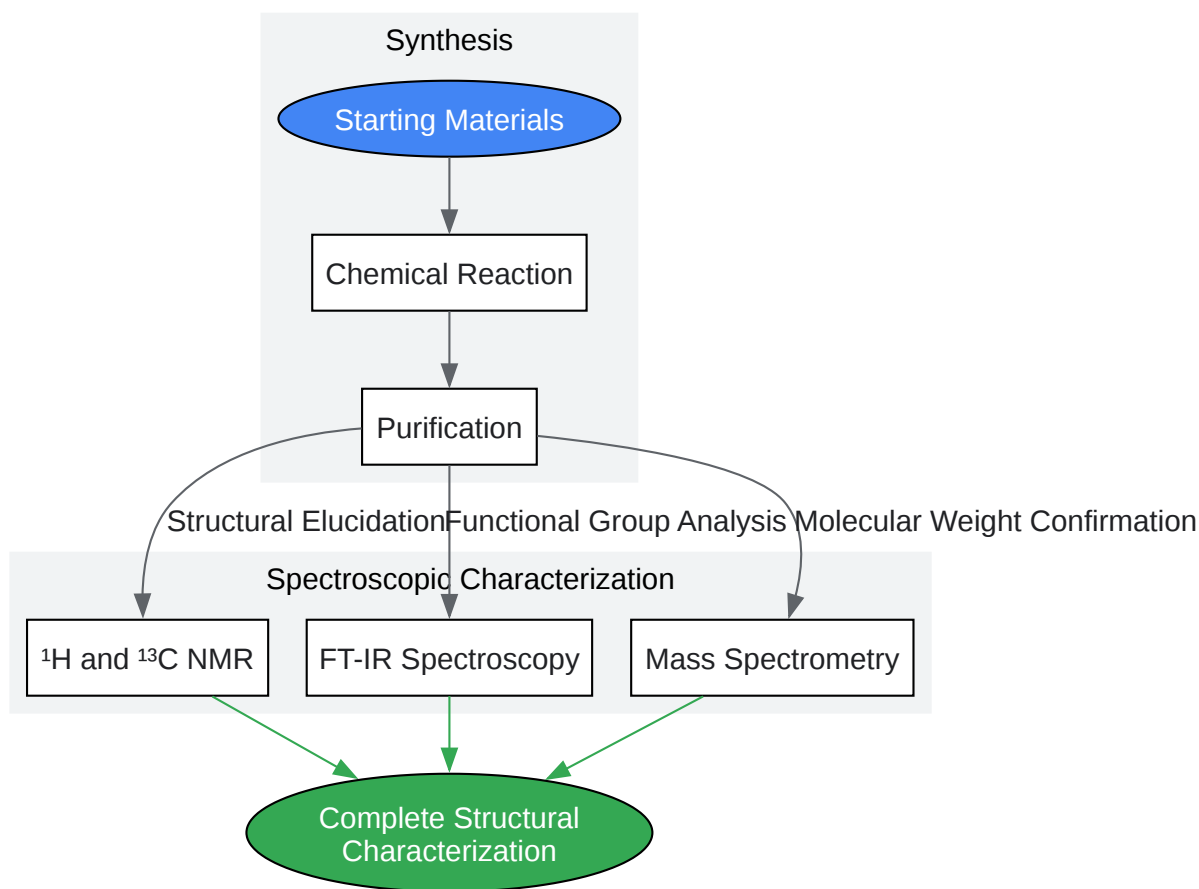 Synthesis
Starting Materials
Chemical Reaction
Purification
Structural Elucidation
Functional Group Analysis
Molecular Weight Confirmation
Spectroscopic Characterization
¹H and ¹³C NMR
FT-IR Spectroscopy
Mass Spectrometry
Complete Structural
Characterization